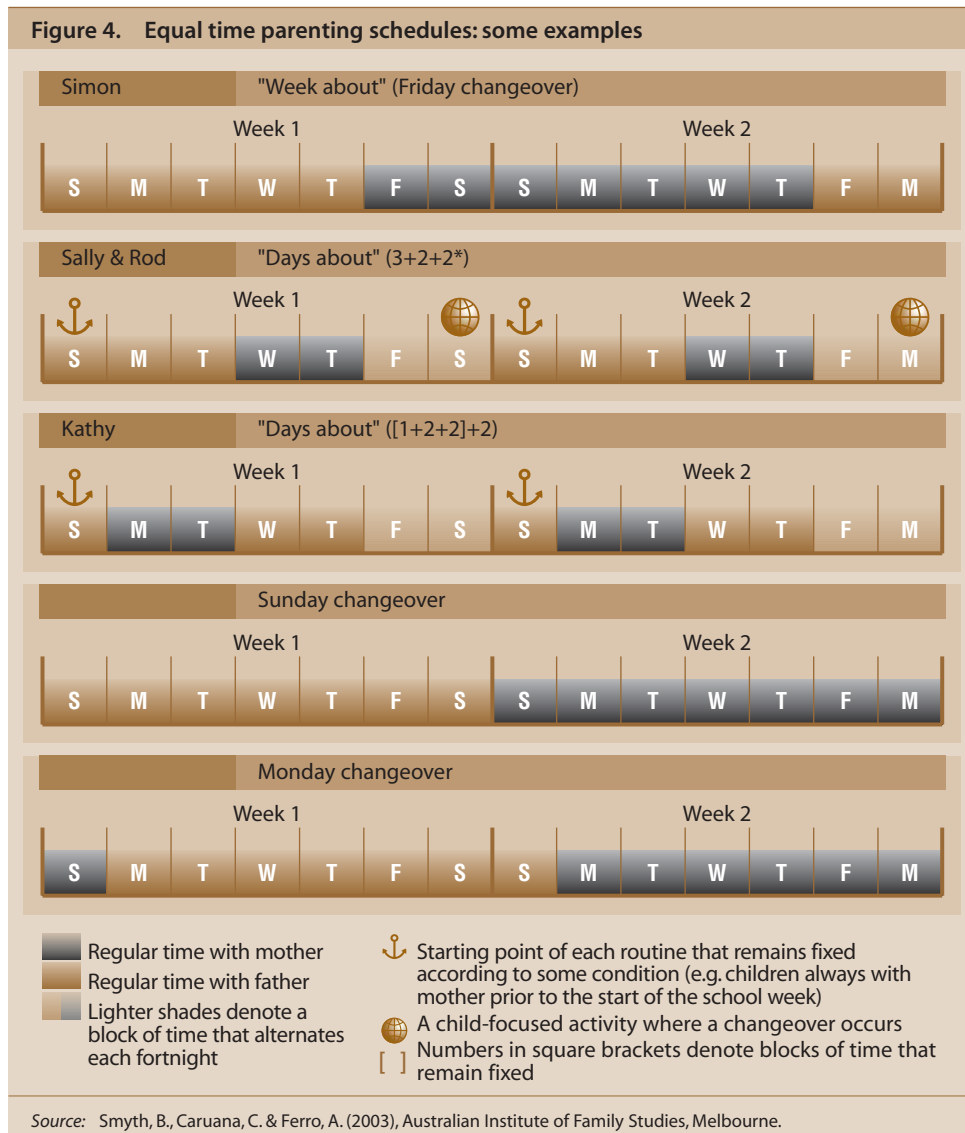 Figure 4. Equal time parenting schedules: some examples
Simon "Week about" (Friday changeover)
Week 1 Week 2
S M T W T F S S M T W T F M
Sally & Rod "Days about" (3+2+2*)
Week 1 Week 2
S M T W T F S S M T W T F M
Kathy "Days about" ([1+2+2]+2)
Week 1 Week 2
S M T W T F S S M T W T F M
Sunday changeover
Week 1 Week 2
S M T W T F S S M T W T F M
Monday changeover
Week 1 Week 2
S M T W T F S S M T W T F M
Regular time with mother
Regular time with father
Lighter shades denote a
block of time that alternates
each fortnight
Starting point of each routine that remains fixed
according to some condition (e.g. children always with
mother prior to the start of the school week)
A child-focused activity where a changeover occurs
[ ] Numbers in square brackets denote blocks of time that
remain fixed
Source: Smyth, B., Caruana, C. & Ferro, A. (2003), Australian Institute of Family Studies, Melbourne.